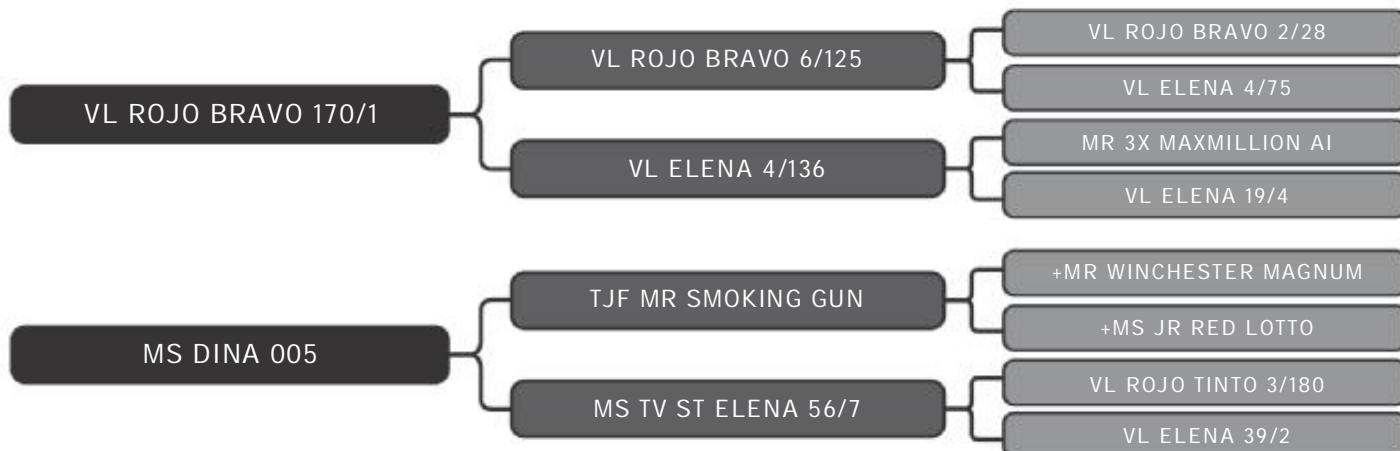 VL ROJO BRAVO 170/1
VL ROJO BRAVO 6/125
VL ROJO BRAVO 2/28
VL ELENA 4/75
VL ELENA 4/136
MR 3X MAXMILLION AI
VL ELENA 19/4
MS DINA 005
TJF MR SMOKING GUN
+MR WINCHESTER MAGNUM
+MS JR RED LOTTO
MS TV ST ELENA 56/7
VL ROJO TINTO 3/180
VL ELENA 39/2